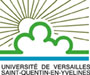 UNIVERSITÉ DE VERSAILLES
SAINT-QUENTIN-EN-YVELINES